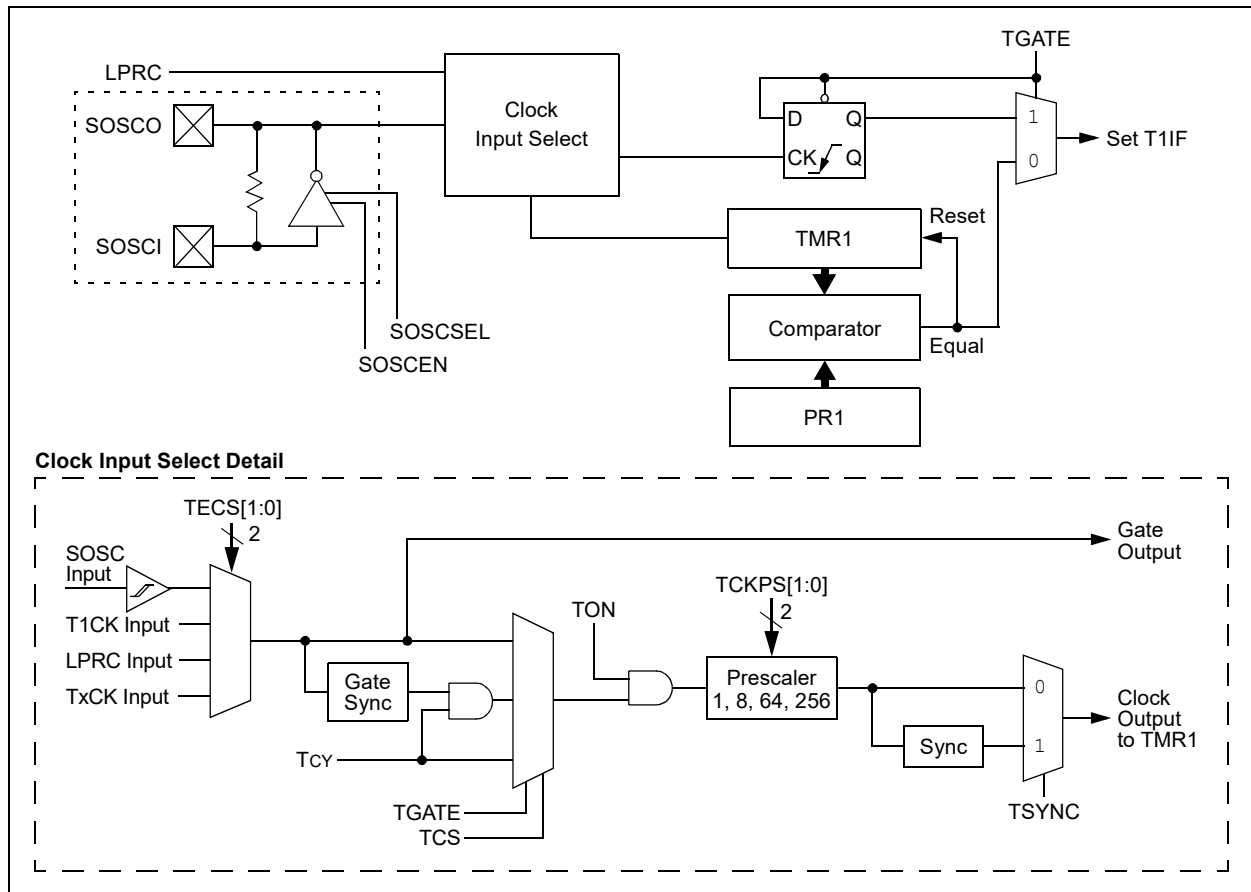 TGATE
LPRC
Clock
Input Select
SOSCO
D
Q
1
Set T1IF
CK
Q
0
SOSCI
Reset
TMR1
SOSCSEL
SOSCEN
Comparator
Equal
PR1
Clock Input Select Detail
TECS[1:0]
2
SOSC
Input
Gate
Output
T1CK Input
LPRC Input
TxCK Input
TON
TCKPS[1:0]
2
Gate
Sync
Prescaler
1, 8, 64, 256
0
Clock
Output
to TMR1
Sync
1
TCY
TGATE
TCS
TSYNC